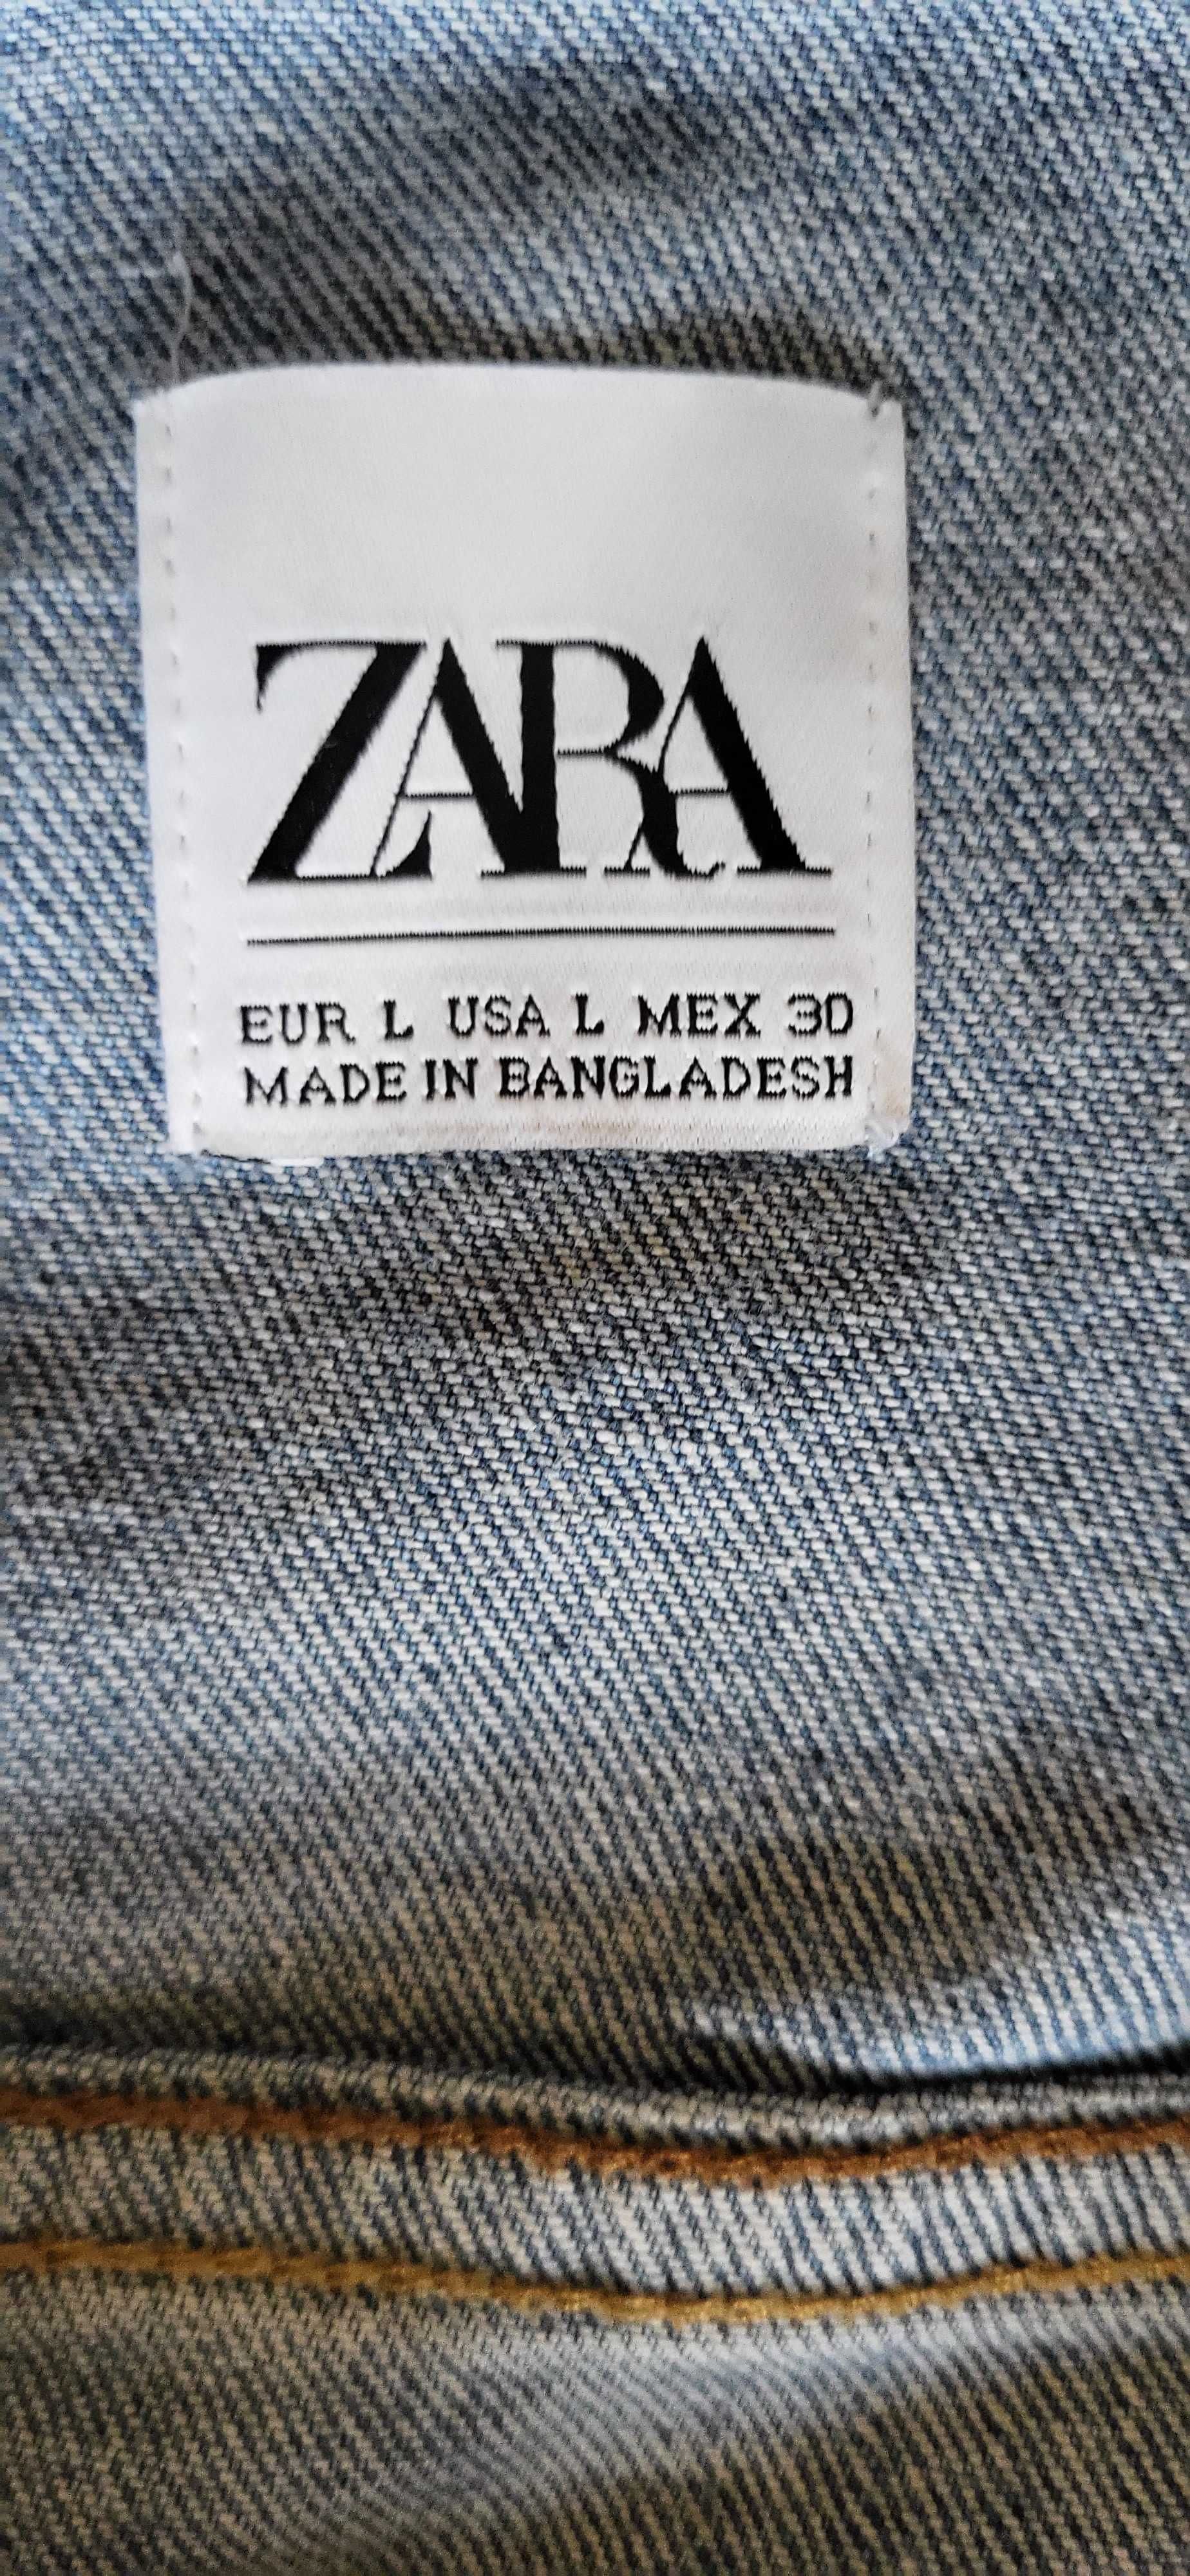 ZARA
EUR L USA L MEX 30
MADE IN BANGLADESH